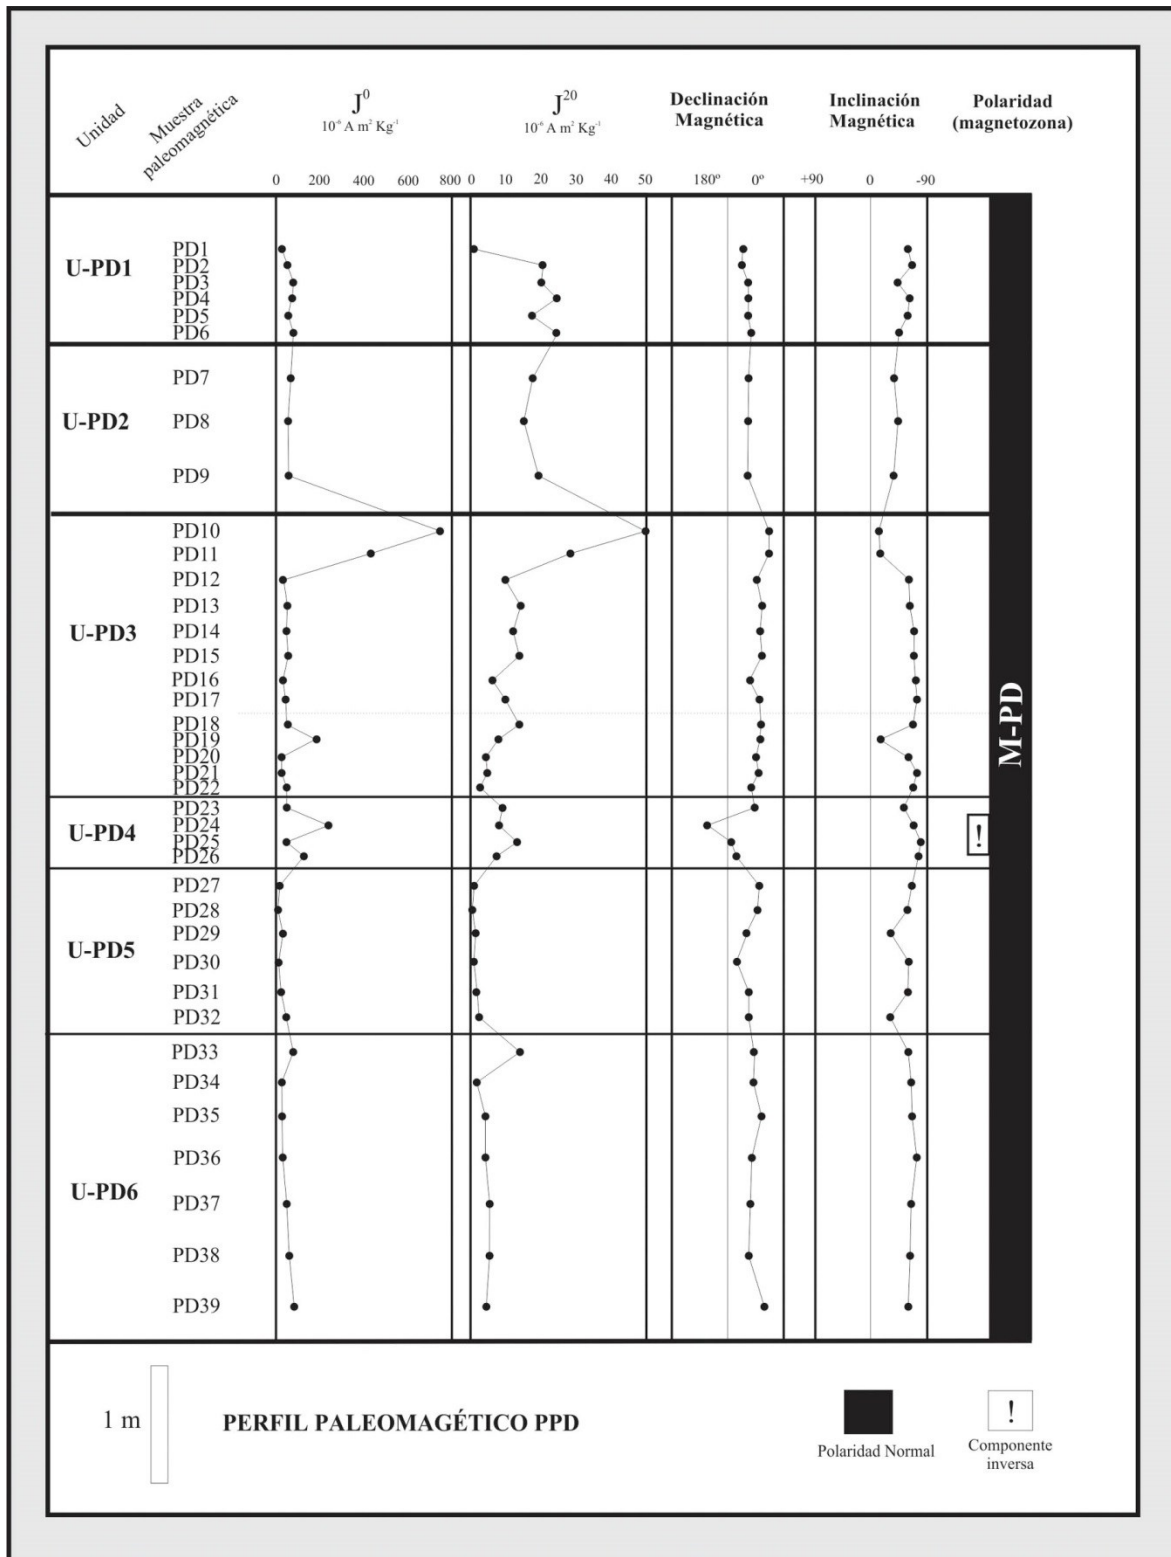 Unidad
Muestra
paleomagnética
J⁰
10⁻⁶ A m² Kg⁻¹
J²⁰
10⁻⁶ A m² Kg⁻¹
Declinación
Magnética
Inclinación
Magnética
Polaridad
(magnetozona)
0 200 400 600 800
0 10 20 30 40 50
180º 0º +90 0 -90
U-PD1
PD1
PD2
PD3
PD4
PD5
PD6
U-PD2
PD7
PD8
PD9
U-PD3
PD10
PD11
PD12
PD13
PD14
PD15
PD16
PD17
PD18
PD19
PD20
PD21
PD22
U-PD4
PD23
PD24
PD25
PD26
!
U-PD5
PD27
PD28
PD29
PD30
PD31
PD32
U-PD6
PD33
PD34
PD35
PD36
PD37
PD38
PD39
M-PD
1 m
PERFIL PALEOMAGÉTICO PPD
Polaridad Normal
!
Componente
inversa